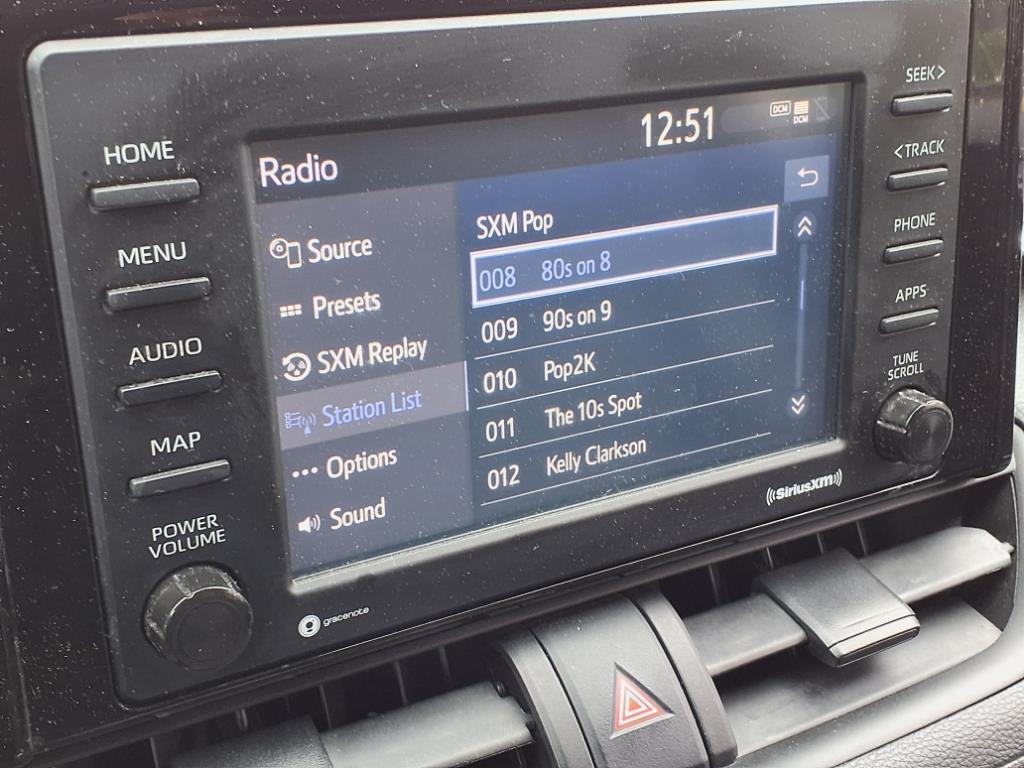 HOME
MENU
AUDIO
MAP
POWER
VOLUME
Radio
12:51
DCM
DCM
Source
Presets
SXM Replay
Station List
Options
Sound
SXM Pop
008 80s on 8
009 90s on 9
010 Pop2K
011 The 10s Spot
012 Kelly Clarkson
SEEK>
<TRACK
PHONE
APPS
TUNE
SCROLL
((SiriusXM))
gracenote